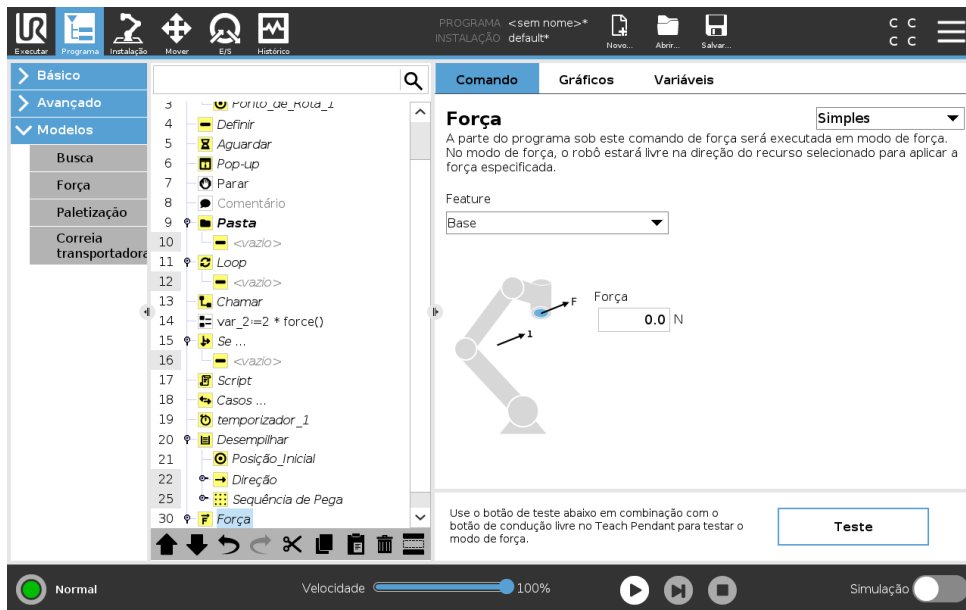 PROGRAMA <sem nome>*
INSTALAÇÃO default*
Executar
Programa
Instalação
Mover
E/S
Histórico
Novo...
Abrir...
Salvar...
C C
C C
Básico
Avançado
Modelos
Busca
Força
Paletização
Correia
transportadora
3 Ponto_de_Rota_1
4 Definir
5 Aguardar
6 Pop-up
7 Parar
8 Comentário
9 Pasta
10 <vazio>
11 Loop
12 <vazio>
13 Chamar
14 var_2:=2 * force()
15 Se ...
16 <vazio>
17 Script
18 Casos ...
19 temporizador_1
20 Desempilhar
21 Posição_Inicial
22 Direção
25 Sequência de Pega
30 Força
Comando
Gráficos
Variáveis
Força
Simples
A parte do programa sob este comando de força será executada em modo de força.
No modo de força, o robô estará livre na direção do recurso selecionado para aplicar a
força especificada.
Feature
Base
F
1
Força
0.0 N
Use o botão de teste abaixo em combinação com o
botão de condução livre no Teach Pendant para testar o
modo de força.
Teste
Normal
Velocidade
100%
Simulação